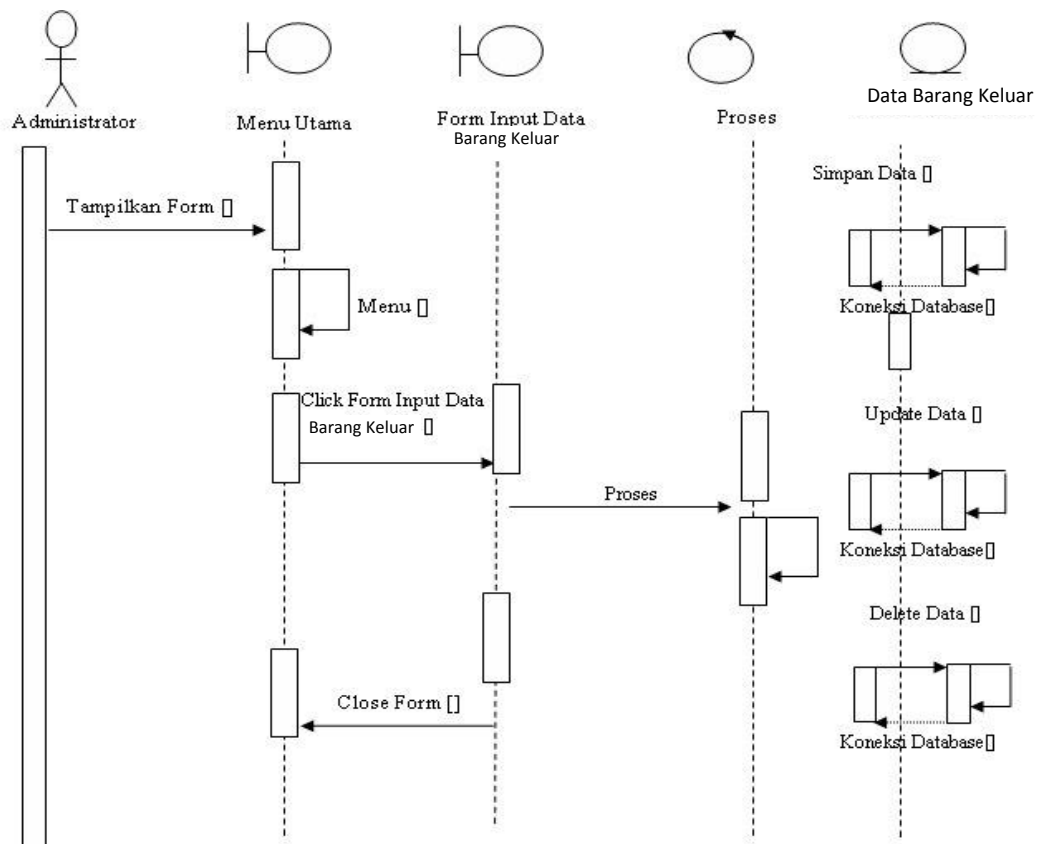 Administrator
Menu Utama
Form Input Data
Barang Keluar
Proses
Data Barang Keluar
Simpan Data []
Tampilkan Form []
Koneksi Database[]
Menu []
Click Form Input Data
Barang Keluar []
Update Data []
Proses
Koneksi Database[]
Delete Data []
Close Form []
Koneksi Database[]